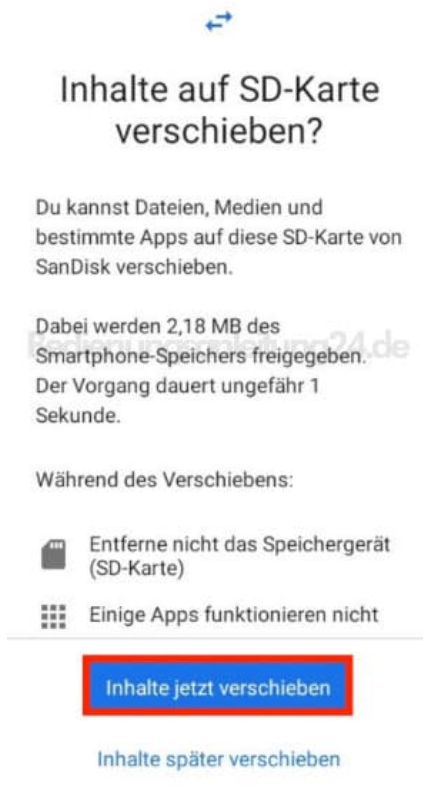 Inhalte auf SD-Karte
verschieben?
Du kannst Dateien, Medien und
bestimmte Apps auf diese SD-Karte von
SanDisk verschieben.
Dabei werden 2,18 MB des
Bedienungsanleitung24.de
Smartphone-Speichers freigegeben.
Der Vorgang dauert ungefähr 1
Sekunde.
Während des Verschiebens:
Entferne nicht das Speichergerät
(SD-Karte)
Einige Apps funktionieren nicht
Inhalte jetzt verschieben
Inhalte später verschieben